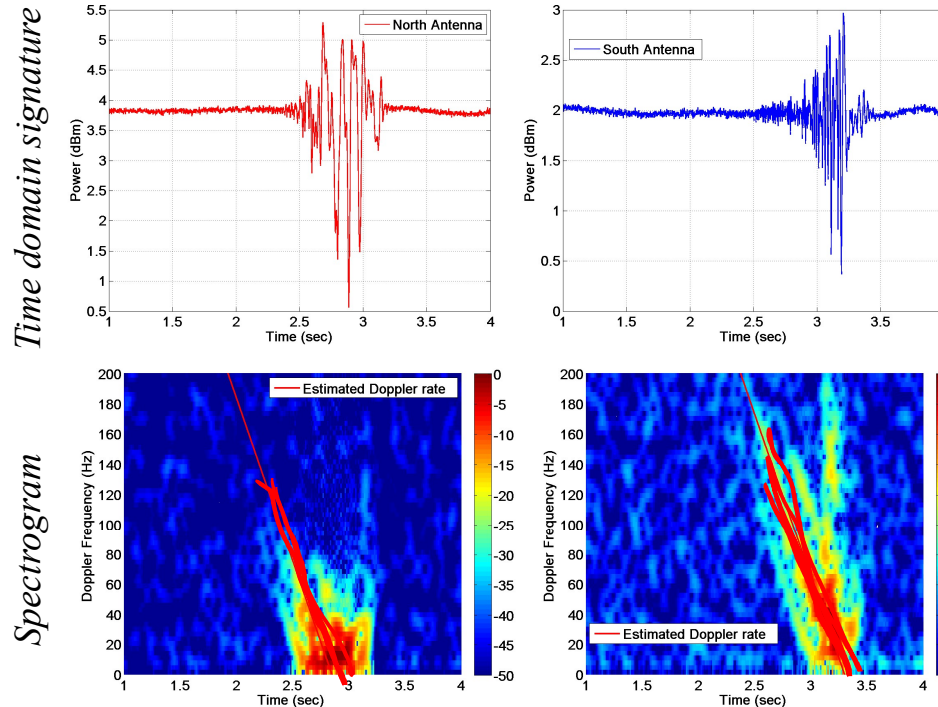 Time domain signature
5.5
5
4.5
4
3.5
3
2.5
2
1.5
1
0.5
Power (dBm)
North Antenna
1 1.5 2 2.5 3 3.5 4
Time (sec)
3
2.5
2
1.5
1
0.5
0
Power (dBm)
South Antenna
1 1.5 2 2.5 3 3.5 4
Time (sec)
Spectrogram
200
180
160
140
120
100
80
60
40
20
0
Doppler Frequency (Hz)
Estimated Doppler rate
1 1.5 2 2.5 3 3.5 4
Time (sec)
0
-5
-10
-15
-20
-25
-30
-35
-40
-45
-50
200
180
160
140
120
100
80
60
40
20
0
Doppler Frequency (Hz)
Estimated Doppler rate
1 1.5 2 2.5 3 3.5 4
Time (sec)